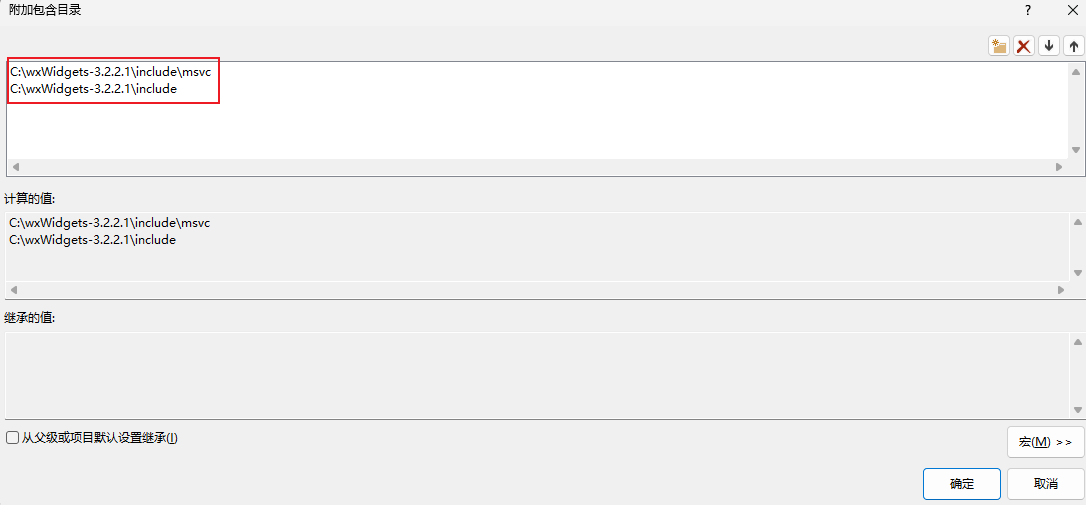 附加包含目录
C:\wxWidgets-3.2.2.1\include\msvc
C:\wxWidgets-3.2.2.1\include
计算的值:
C:\wxWidgets-3.2.2.1\include\msvc
C:\wxWidgets-3.2.2.1\include
继承的值:
从父级或项目默认设置继承(I)
宏(M) >>
确定
取消